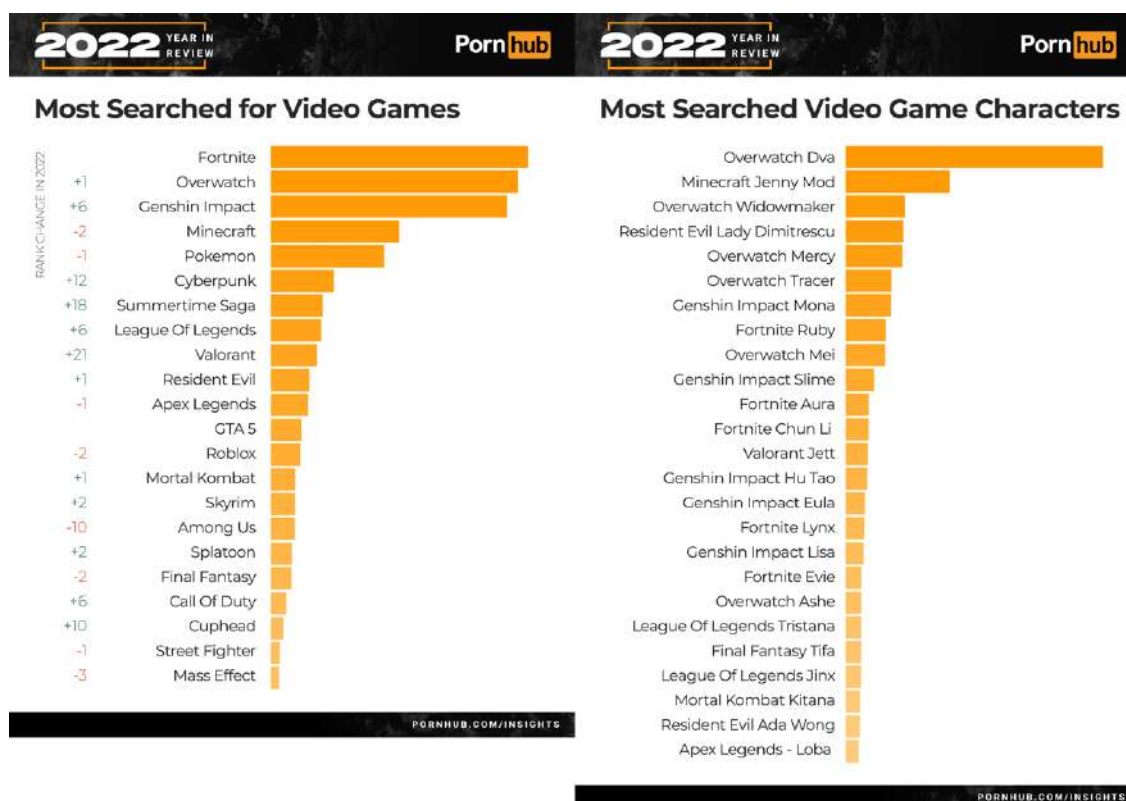 2022 YEAR IN REVIEW
Pornhub
Most Searched for Video Games
RANK CHANGE IN 2022
Fortnite
+1 Overwatch
+6 Genshin Impact
-2 Minecraft
-1 Pokemon
+12 Cyberpunk
+18 Summertime Saga
+6 League Of Legends
+21 Valorant
+1 Resident Evil
-1 Apex Legends
GTA 5
-2 Roblox
+1 Mortal Kombat
+2 Skyrim
-10 Among Us
+2 Splatoon
-2 Final Fantasy
+6 Call Of Duty
+10 Cuphead
-1 Street Fighter
-3 Mass Effect
PORNHUB.COM/INSIGHTS
2022 YEAR IN REVIEW
Pornhub
Most Searched Video Game Characters
Overwatch Dva
Minecraft Jenny Mod
Overwatch Widowmaker
Resident Evil Lady Dimitrescu
Overwatch Mercy
Overwatch Tracer
Genshin Impact Mona
Fortnite Ruby
Overwatch Mei
Genshin Impact Slime
Fortnite Aura
Fortnite Chun Li
Valorant Jett
Genshin Impact Hu Tao
Genshin Impact Eula
Fortnite Lynx
Genshin Impact Lisa
Fortnite Evie
Overwatch Ashe
League Of Legends Tristana
Final Fantasy Tifa
League Of Legends Jinx
Mortal Kombat Kitana
Resident Evil Ada Wong
Apex Legends - Loba
PORNHUB.COM/INSIGHTS